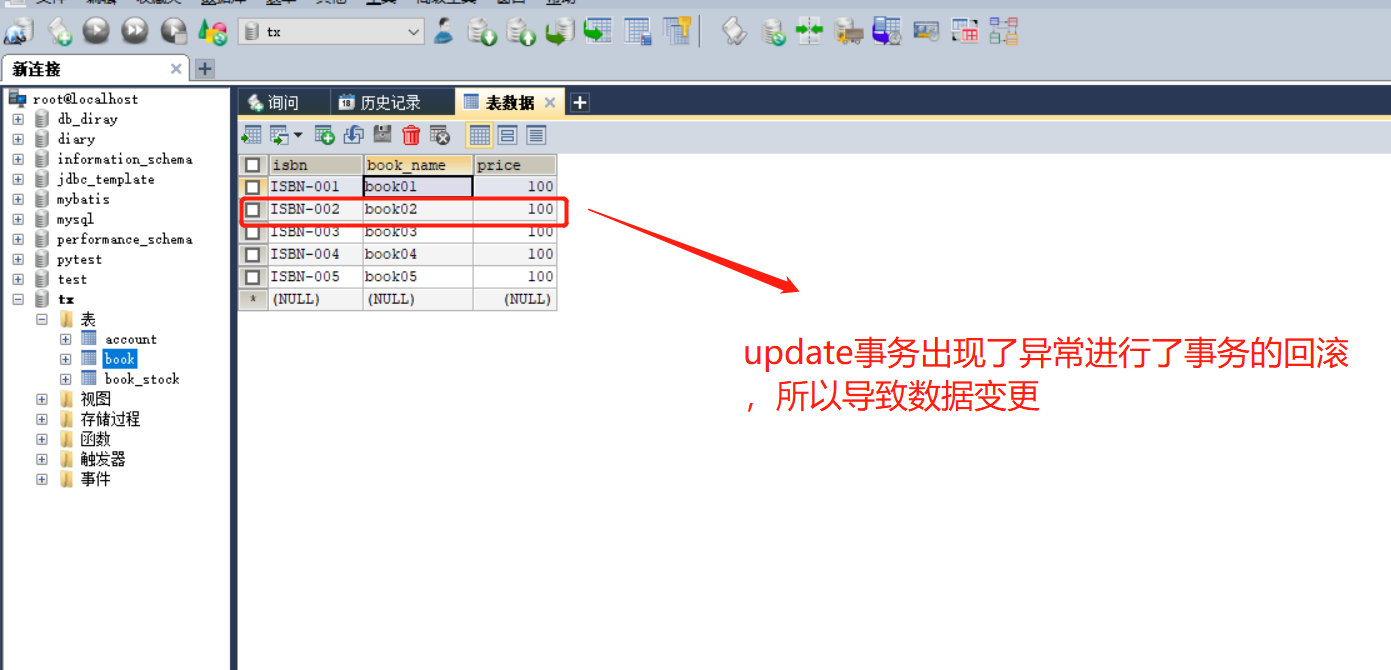 tx
新连接
root@localhost
db_diray
diary
information_schema
jdbc_template
mybatis
mysql
performance_schema
pytest
test
tx
表
account
book
book_stock
视图
存储过程
函数
触发器
事件
询问
18 历史记录
表数据
isbn book_name price
ISBN-001 book01 100
ISBN-002 book02 100
ISBN-003 book03 100
ISBN-004 book04 100
ISBN-005 book05 100
* (NULL) (NULL) (NULL)
update事务出现了异常进行了事务的回滚
，所以导致数据变更